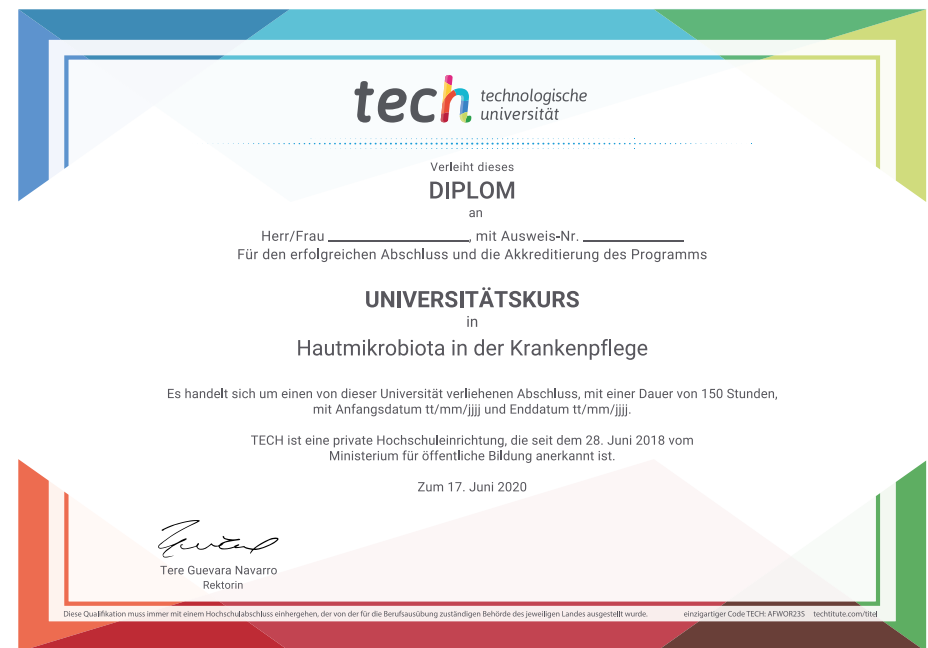 tech technologische
universität
Verleiht dieses
DIPLOM
an
Herr/Frau ____________, mit Ausweis-Nr. ____________
Für den erfolgreichen Abschluss und die Akkreditierung des Programms
UNIVERSITÄTSKURS
in
Hautmikrobiota in der Krankenpflege
Es handelt sich um einen von dieser Universität verliehenen Abschluss, mit einer Dauer von 150 Stunden,
mit Anfangsdatum tt/mm/jjjj und Enddatum tt/mm/jjjj.
TECH ist eine private Hochschuleinrichtung, die seit dem 28. Juni 2018 vom
Ministerium für öffentliche Bildung anerkannt ist.
Zum 17. Juni 2020
Tere Guevara Navarro
Rektorin
Diese Qualifikation muss immer mit einem Hochschulabschluss einhergehen, der von der für die Berufsausübung zuständigen Behörde des jeweiligen Landes ausgestellt wurde. einzigartiger Code TECH: AFWOR23S techtitute.com/titel